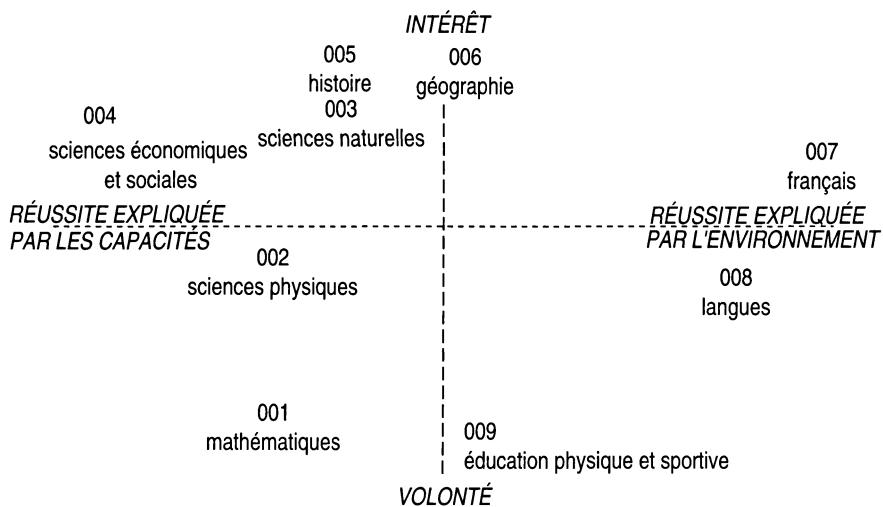 INTÉRÊT
005
histoire
006
géographie
003
sciences naturelles
004
sciences économiques
et sociales
007
français
RÉUSSITE EXPLIQUÉE
PAR LES CAPACITÉS
RÉUSSITE EXPLIQUÉE
PAR L'ENVIRONNEMENT
002
sciences physiques
008
langues
001
mathématiques
009
éducation physique et sportive
VOLONTÉ